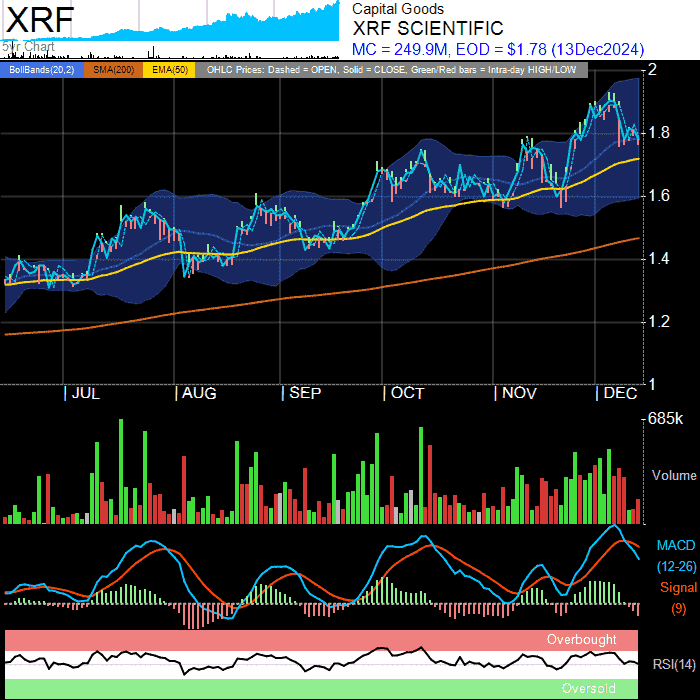 XRF
5yr Chart
Capital Goods
XRF SCIENTIFIC
MC = 249.9M, EOD = $1.78 (13Dec2024)
BollBands(20,2) SMA(200) EMA(50) OHLC Prices: Dashed = OPEN, Solid = CLOSE, Green/Red bars = Intra-day HIGH/LOW
2
1.8
1.6
1.4
1.2
1
JUL AUG SEP OCT NOV DEC
685k
Volume
MACD
(12-26)
Signal
(9)
Overbought
RSI(14)
Oversold